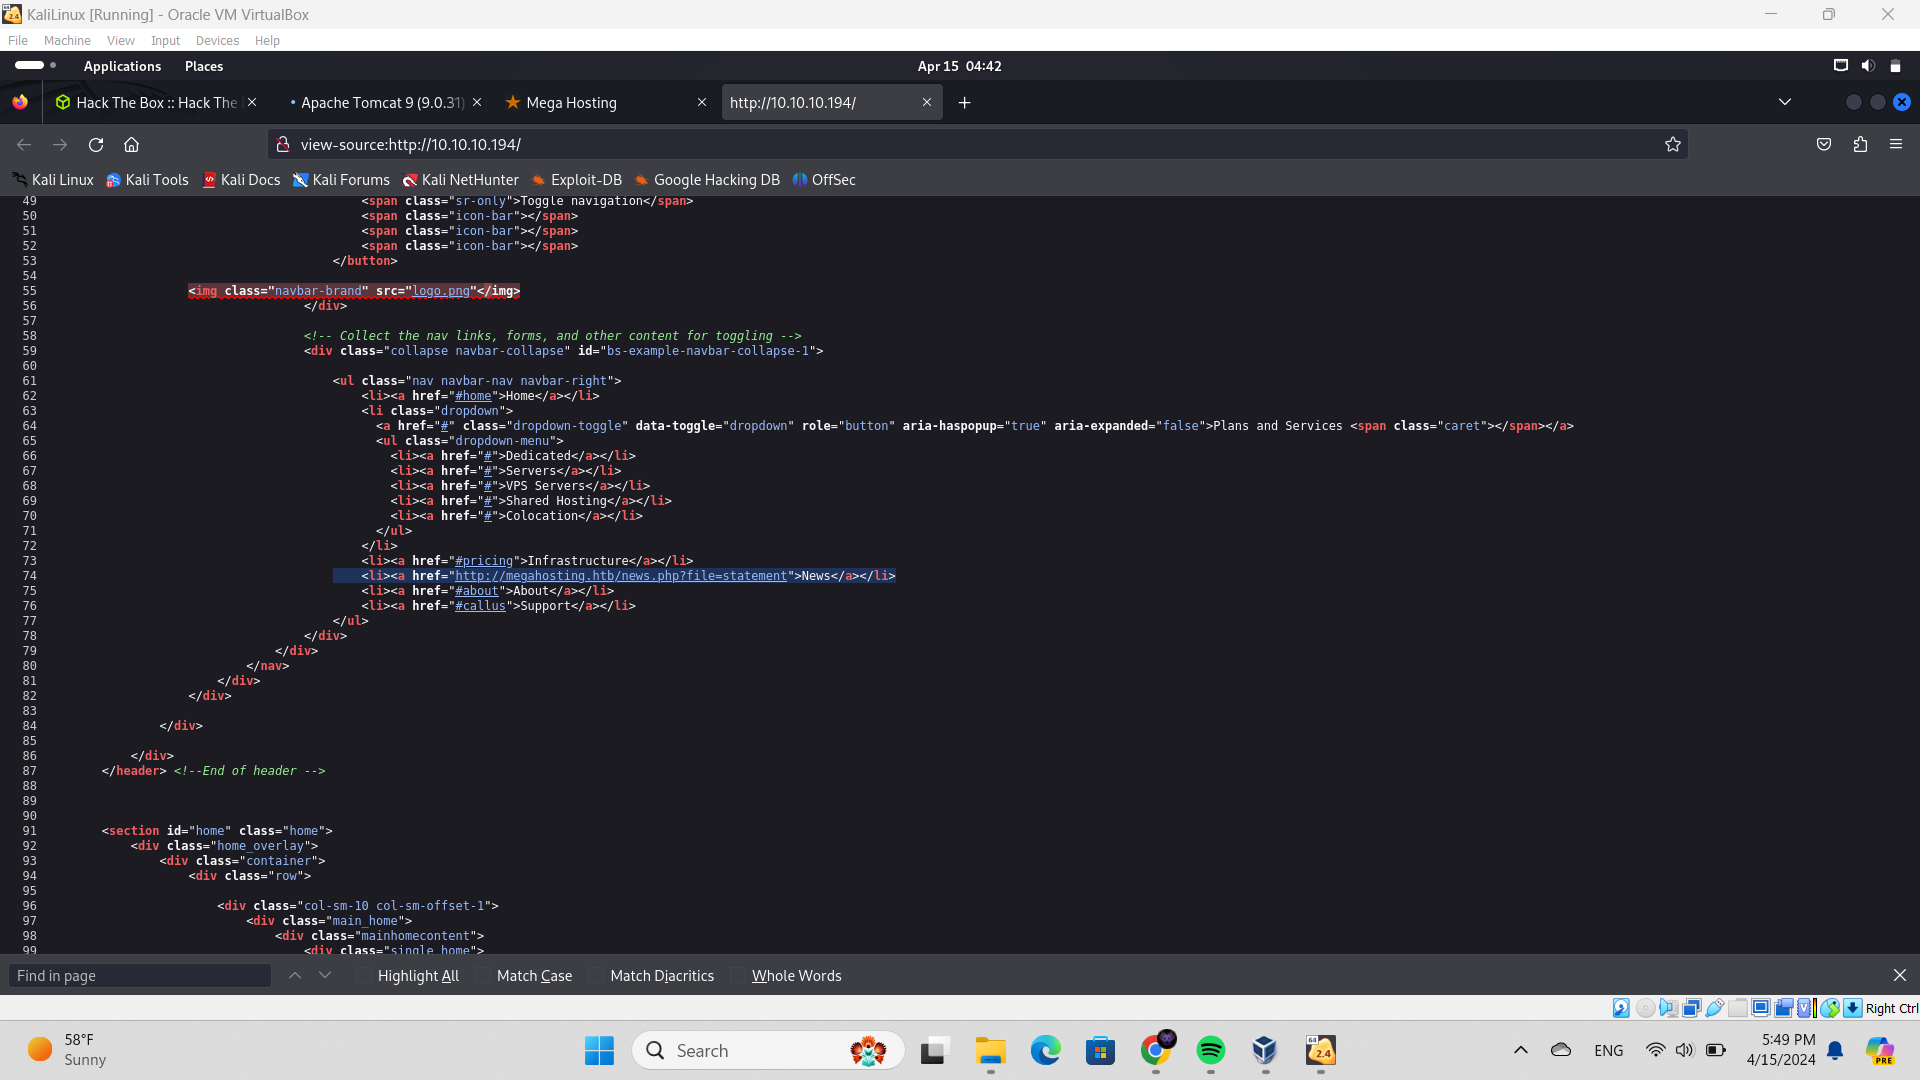 KaliLinux [Running] - Oracle VM VirtualBox
File Machine View Input Devices Help
Applications Places Apr 15 04:42
Hack The Box :: Hack The Apache Tomcat 9 (9.0.31) Mega Hosting http://10.10.10.194/
view-source:http://10.10.10.194/
Kali Linux Kali Tools Kali Docs Kali Forums Kali NetHunter Exploit-DB Google Hacking DB OffSec
49 <span class="sr-only">Toggle navigation</span>
50 <span class="icon-bar"></span>
51 <span class="icon-bar"></span>
52 <span class="icon-bar"></span>
53 </button>
54
55 <img class="navbar-brand" src="logo.png"</img>
56 </div>
57
58 <!-- Collect the nav links, forms, and other content for toggling -->
59 <div class="collapse navbar-collapse" id="bs-example-navbar-collapse-1">
60
61 <ul class="nav navbar-nav navbar-right">
62 <li><a href="#home">Home</a></li>
63 <li class="dropdown">
64 <a href="#" class="dropdown-toggle" data-toggle="dropdown" role="button" aria-haspopup="true" aria-expanded="false">Plans and Services <span class="caret"></span></a>
65 <ul class="dropdown-menu">
66 <li><a href="#">Dedicated</a></li>
67 <li><a href="#">Servers</a></li>
68 <li><a href="#">VPS Servers</a></li>
69 <li><a href="#">Shared Hosting</a></li>
70 <li><a href="#">Colocation</a></li>
71 </ul>
72 </li>
73 <li><a href="#pricing">Infrastructure</a></li>
74 <li><a href="http://megahosting.htb/news.php?file=statement">News</a></li>
75 <li><a href="#about">About</a></li>
76 <li><a href="#callus">Support</a></li>
77 </ul>
78 </div>
79 </div>
80 </nav>
81 </div>
82 </div>
83
84 </div>
85
86 </div>
87 </header> <!--End of header -->
88
89
90
91 <section id="home" class="home">
92 <div class="home_overlay">
93 <div class="container">
94 <div class="row">
95
96 <div class="col-sm-10 col-sm-offset-1">
97 <div class="main_home">
98 <div class="mainhomecontent">
99 <div class="single_home">
Find in page Highlight All Match Case Match Diacritics Whole Words
Right Ctrl
58°F
Sunny
Search
64
2.4
ENG
5:49 PM
4/15/2024
PRE